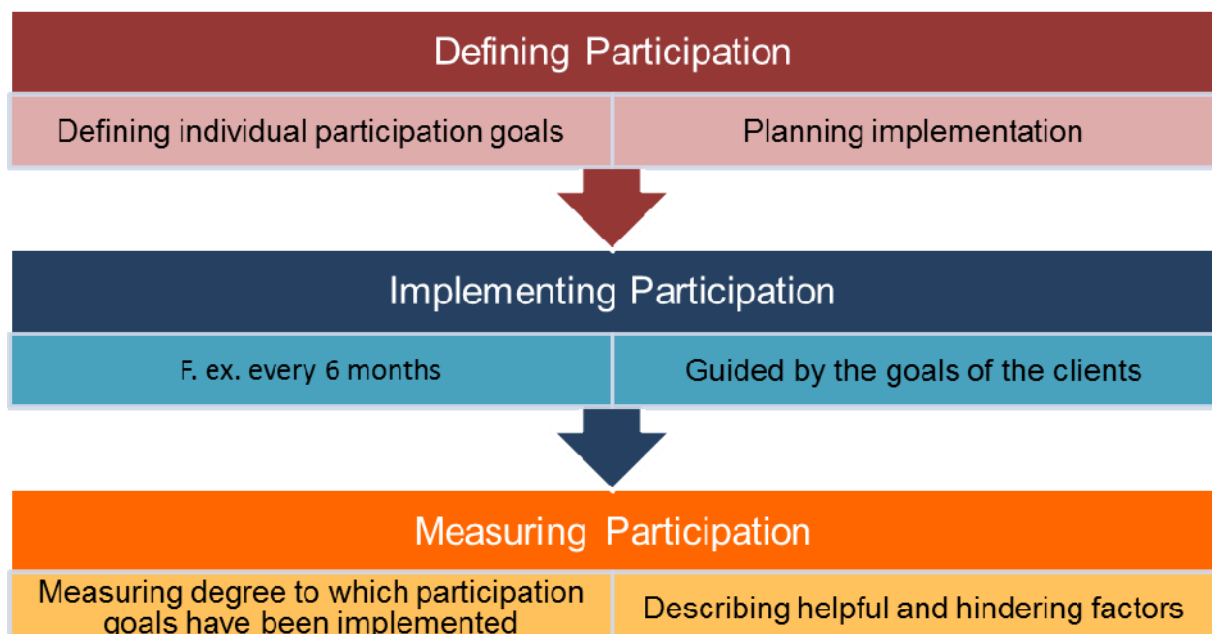 Defining Participation
Defining individual participation goals
Planning implementation
Implementing Participation
F. ex. every 6 months
Guided by the goals of the clients
Measuring Participation
Measuring degree to which participation
goals have been implemented
Describing helpful and hindering factors